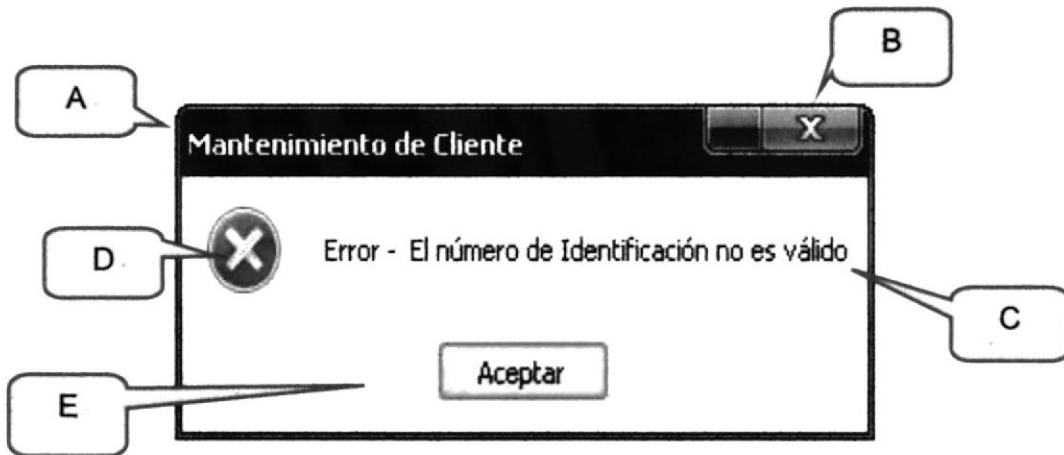 B
A
X
Mantenimiento de Cliente
Error - El número de Identificación no es válido
D
C
Aceptar
E